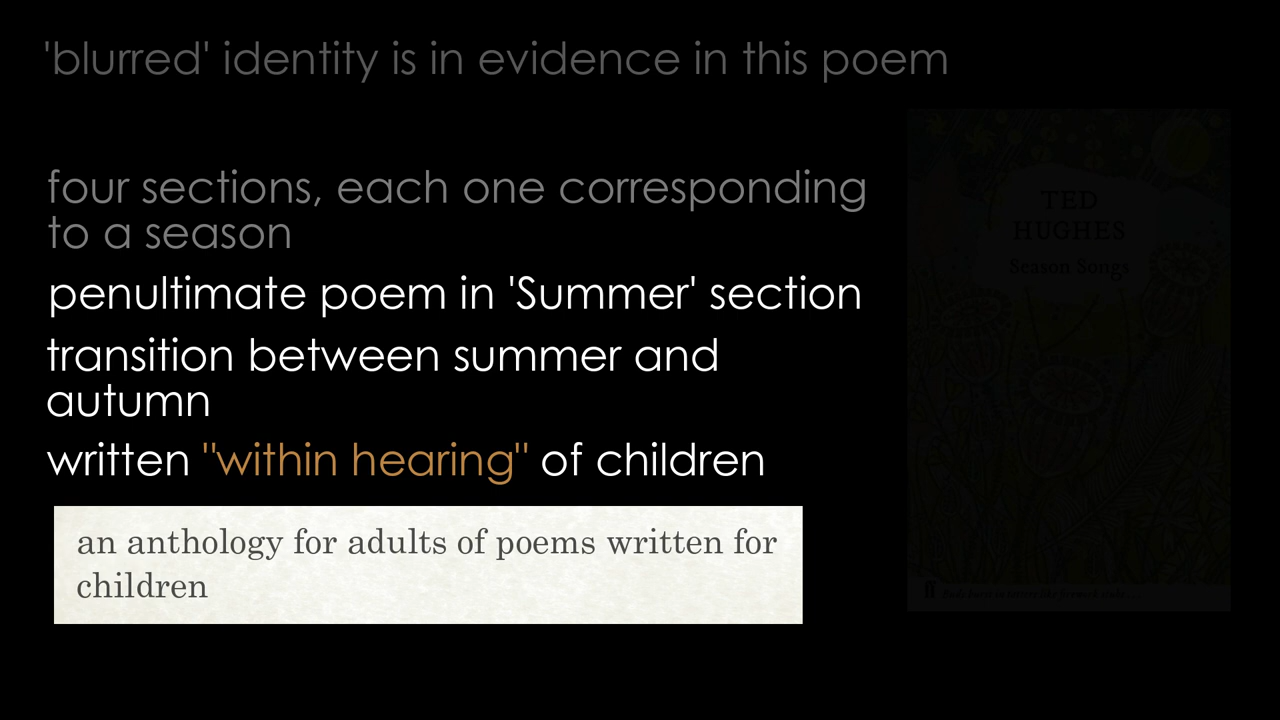 'blurred' identity is in evidence in this poem
four sections, each one corresponding
to a season
penultimate poem in 'Summer' section
transition between summer and
autumn
written "within hearing" of children
an anthology for adults of poems written for
children
TED
HUGHES
Season Songs
ff